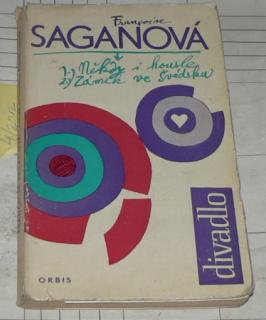 Françoise
SAGANOVÁ
1.) Někdy i housle
2.) Zámek ve Švédsku
divadlo
ORBIS